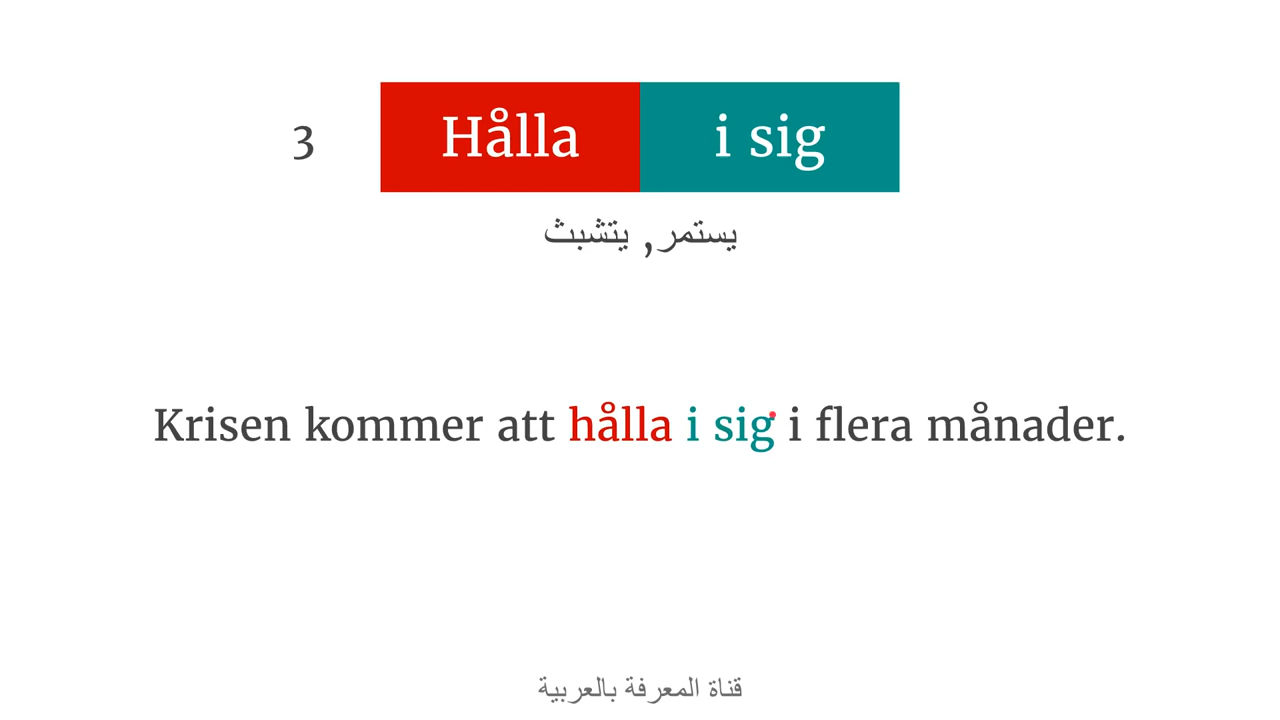 3 Hålla i sig
يستمر, يتشبث
Krisen kommer att hålla i sig i flera månader.
قناة المعرفة بالعربية